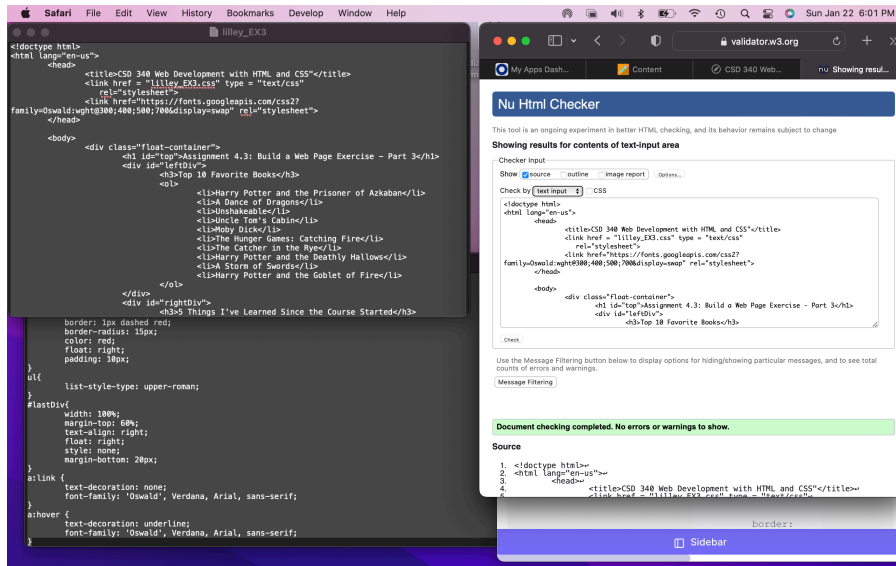 Safari File Edit View History Bookmarks Develop Window Help Sun Jan 22 6:01 PM
lilley_EX3
<!doctype html>
<html lang="en-us">
<head>
<title>CSD 340 Web Development with HTML and CSS"</title>
<link href = "lilley_EX3.css" type = "text/css"
rel="stylesheet">
<link href="https://fonts.googleapis.com/css2?
family=Oswald:wght@300;400;500;700&display=swap" rel="stylesheet">
</head>
<body>
<div class="float-container">
<h1 id="top">Assignment 4.3: Build a Web Page Exercise - Part 3</h1>
<div id="leftDiv">
<h3>Top 10 Favorite Books</h3>
<ol>
<li>Harry Potter and the Prisoner of Azkaban</li>
<li>A Dance of Dragons</li>
<li>Unshakeable</li>
<li>Uncle Tom's Cabin</li>
<li>Moby Dick</li>
<li>The Hunger Games: Catching Fire</li>
<li>The Catcher in the Rye</li>
<li>Harry Potter and the Deathly Hallows</li>
<li>A Storm of Swords</li>
<li>Harry Potter and the Goblet of Fire</li>
</ol>
</div>
<div id="rightDiv">
<h3>5 Things I've Learned Since the Course Started</h3>
border: 1px dashed red;
border-radius: 15px;
color: red;
float: right;
padding: 10px;
}
ul{
list-style-type: upper-roman;
}
#lastDiv{
width: 100%;
margin-top: 60%;
text-align: right;
float: right;
style: none;
margin-bottom: 20px;
}
a:link {
text-decoration: none;
font-family: 'Oswald', Verdana, Arial, sans-serif;
}
a:hover {
text-decoration: underline;
font-family: 'Oswald', Verdana, Arial, sans-serif;
}
validator.w3.org
My Apps Dash... Content CSD 340 Web... nu Showing resul...
Nu Html Checker
This tool is an ongoing experiment in better HTML checking, and its behavior remains subject to change
Showing results for contents of text-input area
Checker Input
Show source outline image report Options...
Check by text input CSS
<!doctype html>
<html lang="en-us">
<head>
<title>CSD 340 Web Development with HTML and CSS"</title>
<link href = "lilley_EX3.css" type = "text/css"
rel="stylesheet">
<link href="https://fonts.googleapis.com/css2?
family=Oswald:wght@300;400;500;700&display=swap" rel="stylesheet">
</head>
<body>
<div class="float-container">
<h1 id="top">Assignment 4.3: Build a Web Page Exercise - Part 3</h1>
<div id="leftDiv">
<h3>Top 10 Favorite Books</h3>
Check
Use the Message Filtering button below to display options for hiding/showing particular messages, and to see total
counts of errors and warnings.
Message Filtering
Document checking completed. No errors or warnings to show.
Source
1. <!doctype html>↩
2. <html lang="en-us">↩
3. <head>↩
4. <title>CSD 340 Web Development with HTML and CSS"</title>↩
5. <link href = "lilley_EX3.css" type = "text/css"↩
border:
Sidebar